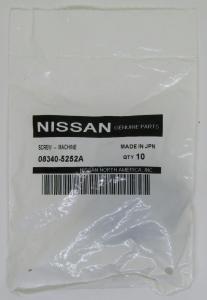 NISSAN GENUINE PARTS
SCREW - MACHINE MADE IN JPN
08340-5252A QTY 10
NISSAN NORTH AMERICA, INC.